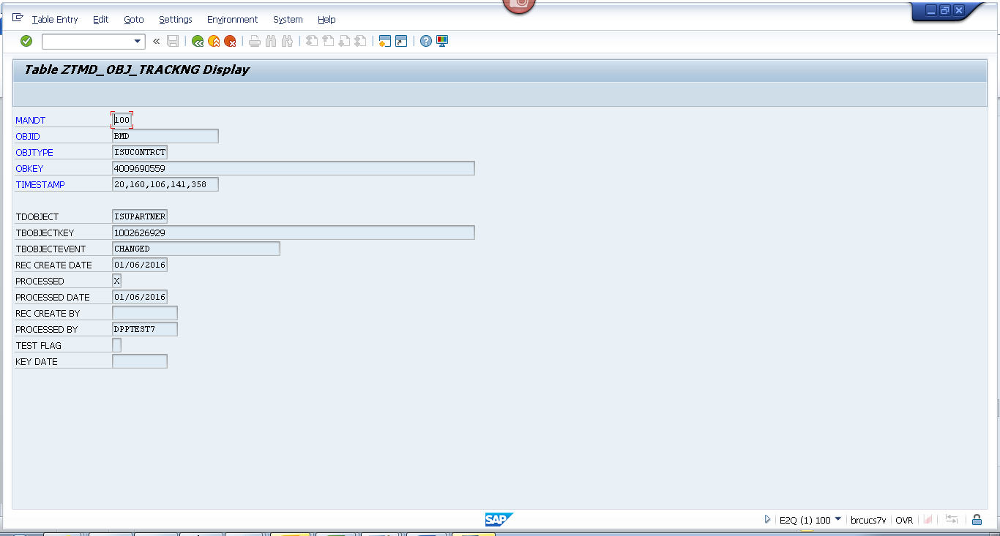 Table Entry Edit Goto Settings Environment System Help
Table ZTMD_OBJ_TRACKNG Display
MANDT 100
OBJID BMD
OBJTYPE ISUCONTRCT
OBKEY 4009690559
TIMESTAMP 20,160,106,141,358
TDOBJECT ISUPARTNER
TBOBJECTKEY 1002626929
TBOBJECTEVENT CHANGED
REC CREATE DATE 01/06/2016
PROCESSED X
PROCESSED DATE 01/06/2016
REC CREATE BY
PROCESSED BY DPPTEST7
TEST FLAG
KEY DATE
SAP E2Q (1) 100 brcucs7v OVR